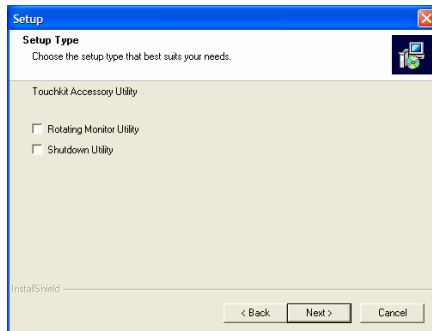 Setup
Setup Type
Choose the setup type that best suits your needs.
Touchkit Accessory Utility
Rotating Monitor Utility
Shutdown Utility
InstallShield
< Back Next > Cancel